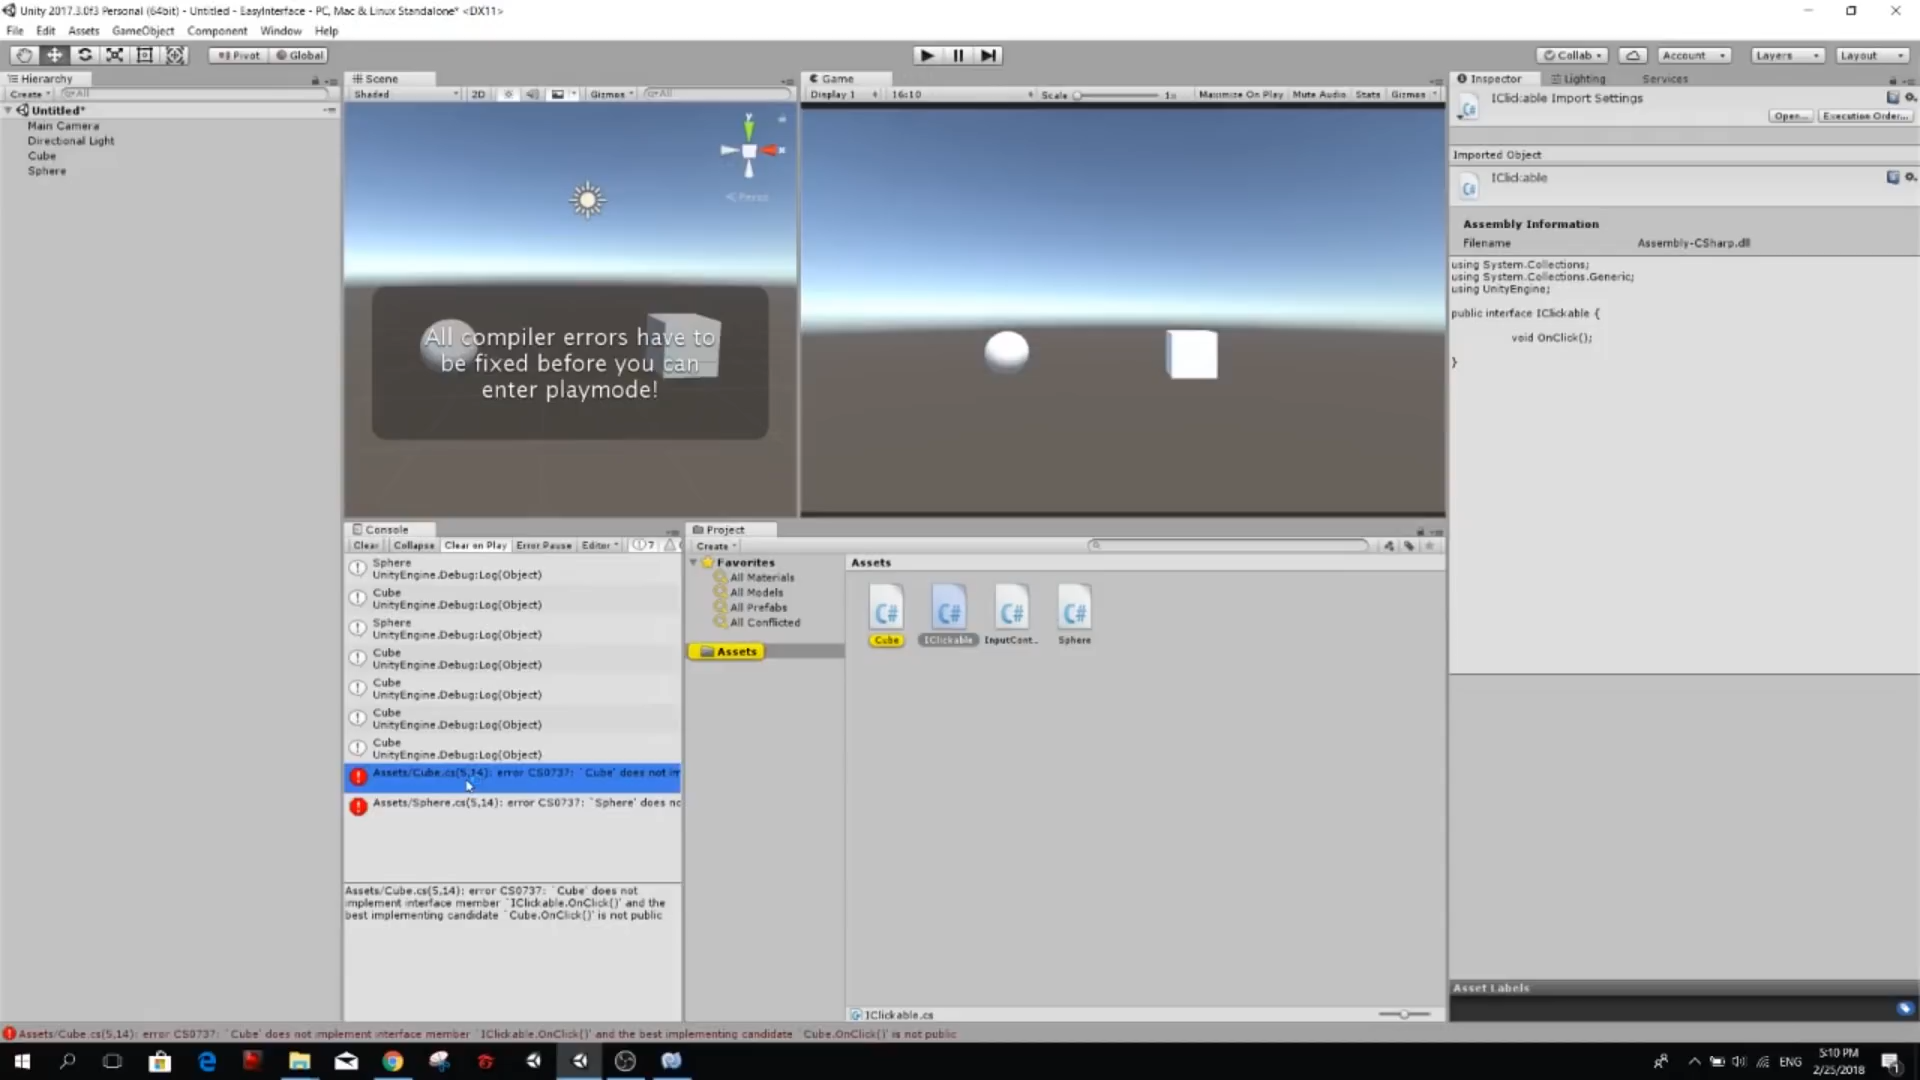 Unity 2017.3.0f3 Personal (64bit) - Untitled - EasyInterface - PC, Mac & Linux Standalone* <DX11>
File Edit Assets GameObject Component Window Help
Pivot Global
Collab Account Layers Layout
Hierarchy
Create All
Untitled*
Main Camera
Directional Light
Cube
Sphere
Scene
Shaded 2D Gizmos All
y
x
Persp
All compiler errors have to
be fixed before you can
enter playmode!
Game
Display 1 16:10 Scale 1x Maximize On Play Mute Audio Stats Gizmos
Console
Clear Collapse Clear on Play Error Pause Editor 7
Sphere
UnityEngine.Debug:Log(Object)
Cube
UnityEngine.Debug:Log(Object)
Sphere
UnityEngine.Debug:Log(Object)
Cube
UnityEngine.Debug:Log(Object)
Cube
UnityEngine.Debug:Log(Object)
Cube
UnityEngine.Debug:Log(Object)
Cube
UnityEngine.Debug:Log(Object)
Assets/Cube.cs(5,14): error CS0737: `Cube' does not im
Assets/Sphere.cs(5,14): error CS0737: `Sphere' does no
Assets/Cube.cs(5,14): error CS0737: `Cube' does not
implement interface member `IClickable.OnClick()' and the
best implementing candidate `Cube.OnClick()' is not public
Project
Create
Favorites
All Materials
All Models
All Prefabs
All Conflicted
Assets
Assets
C# C# C# C#
Cube IClickable InputCont... Sphere
IClickable.cs
Inspector Lighting Services
IClickable Import Settings
C#
Open... Execution Order...
Imported Object
IClickable
C#
Assembly Information
Filename Assembly-CSharp.dll
using System.Collections;
using System.Collections.Generic;
using UnityEngine;
public interface IClickable {
void OnClick();
}
Asset Labels
Assets/Cube.cs(5,14): error CS0737: `Cube' does not implement interface member `IClickable.OnClick()' and the best implementing candidate `Cube.OnClick()' is not public
ENG
5:10 PM
2/25/2018
1